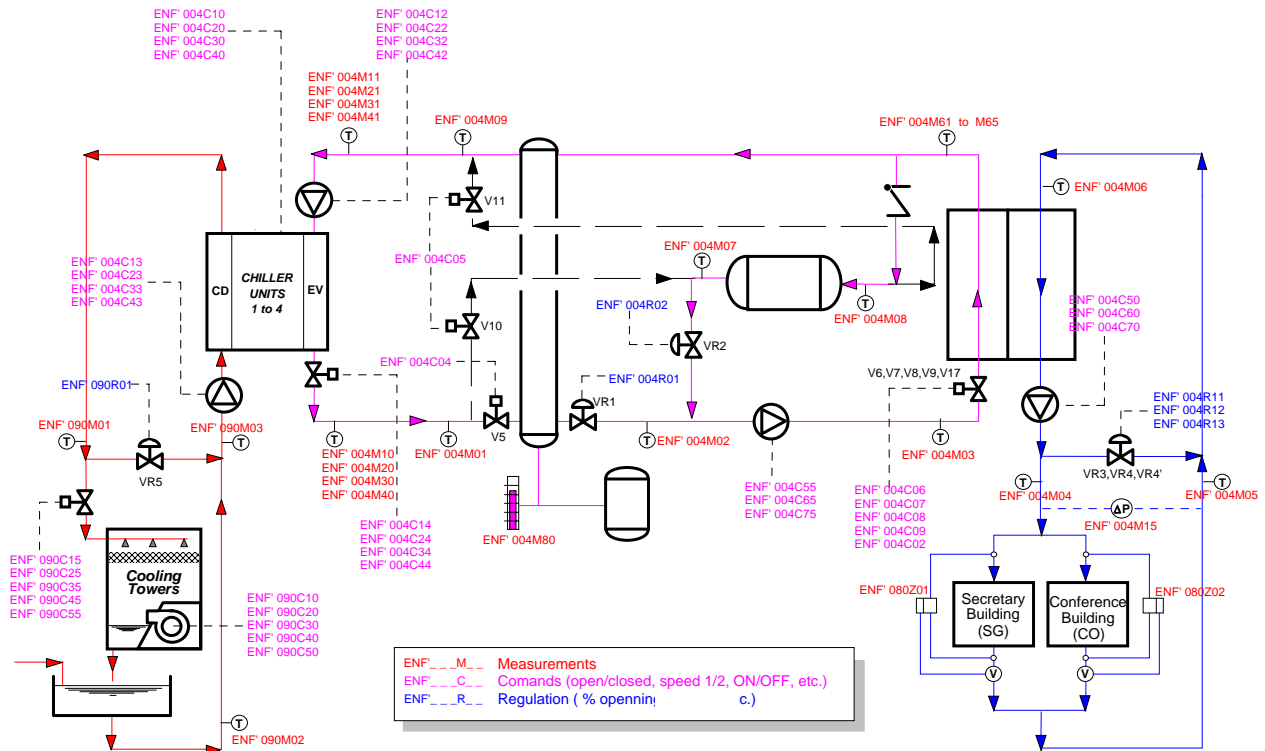 ENF' 004C10
ENF' 004C20
ENF' 004C30
ENF' 004C40
ENF' 004C12
ENF' 004C22
ENF' 004C32
ENF' 004C42
ENF' 004M11
ENF' 004M21
ENF' 004M31
ENF' 004M41
T
ENF' 004M09
T
ENF' 004M61 to M65
T
T
ENF' 004M06
V11
ENF' 004C13
ENF' 004C23
ENF' 004C33
ENF' 004C43
CD
CHILLER
UNITS
1 to 4
EV
ENF' 004C05
V10
ENF' 004M07
T
ENF' 004R02
VR2
T
ENF' 004M08
ENF' 004C50
ENF' 004C60
ENF' 004C70
ENF' 004C04
V5
ENF' 004R01
VR1
V6,V7,V8,V9,V17
ENF' 090R01
ENF' 090M01
T
ENF' 090M03
T
VR5
T
ENF' 004M10
ENF' 004M20
ENF' 004M30
ENF' 004M40
T
ENF' 004M01
T
ENF' 004M02
T
ENF' 004M03
ENF' 004R11
ENF' 004R12
ENF' 004R13
VR3,VR4,VR4'
T
ENF' 004M04
T
ENF' 004M05
ΔP
ENF' 004M15
ENF' 004C14
ENF' 004C24
ENF' 004C34
ENF' 004C44
ENF' 004M80
ENF' 004C55
ENF' 004C65
ENF' 004C75
ENF' 004C06
ENF' 004C07
ENF' 004C08
ENF' 004C09
ENF' 004C02
ENF' 090C15
ENF' 090C25
ENF' 090C35
ENF' 090C45
ENF' 090C55
Cooling
Towers
ENF' 090C10
ENF' 090C20
ENF' 090C30
ENF' 090C40
ENF' 090C50
ENF' 080Z01
Secretary
Building
(SG)
Conference
Building
(CO)
ENF' 080Z02
V
V
T
ENF' 090M02
ENF'_ _ _M_ _ Measurements
ENF'_ _ _C_ _ Comands (open/closed, speed 1/2, ON/OFF, etc.)
ENF'_ _ _R_ _ Regulation ( % c.)